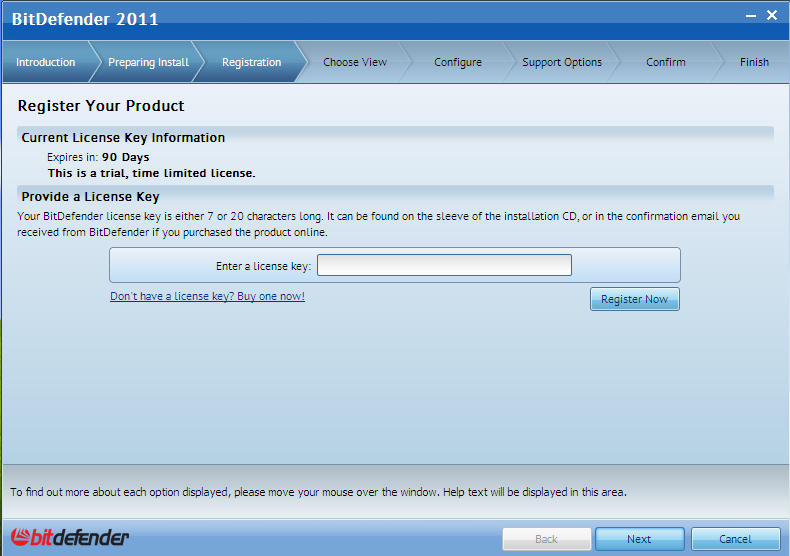 BitDefender 2011
Introduction Preparing Install Registration Choose View Configure Support Options Confirm Finish
Register Your Product
Current License Key Information
Expires in: 90 Days
This is a trial, time limited license.
Provide a License Key
Your BitDefender license key is either 7 or 20 characters long. It can be found on the sleeve of the installation CD, or in the confirmation email you
received from BitDefender if you purchased the product online.
Enter a license key:
Don't have a license key? Buy one now!
Register Now
To find out more about each option displayed, please move your mouse over the window. Help text will be displayed in this area.
bitdefender
Back Next Cancel